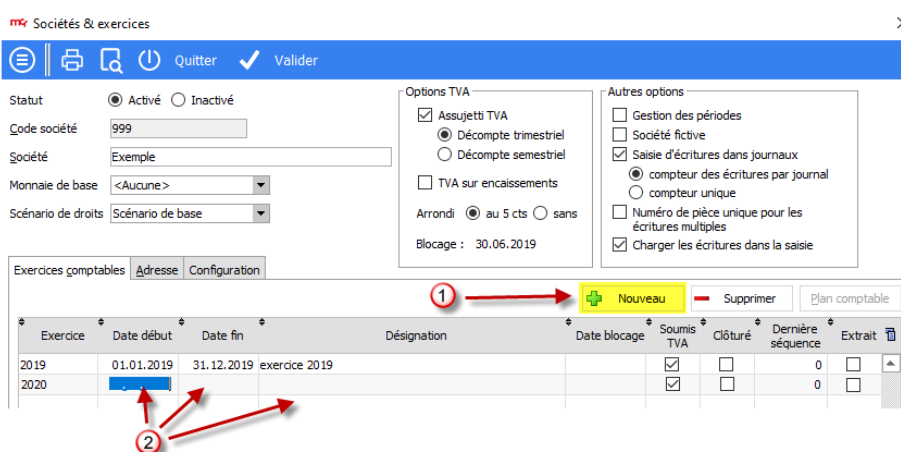 mcr Sociétés & exercices
Quitter Valider
Statut Activé Inactivé
Code société 999
Société Exemple
Monnaie de base <Aucune>
Scénario de droits Scénario de base
Options TVA
Assujetti TVA
Décompte trimestriel
Décompte semestriel
TVA sur encaissements
Arrondi au 5 cts sans
Blocage : 30.06.2019
Autres options
Gestion des périodes
Société fictive
Saisie d'écritures dans journaux
compteur des écritures par journal
compteur unique
Numéro de pièce unique pour les
écritures multiples
Charger les écritures dans la saisie
Exercices comptables Adresse Configuration
1 Nouveau Supprimer Plan comptable
Exercice Date début Date fin Désignation Date blocage Soumis TVA Clôturé Dernière séquence Extrait
2019 01.01.2019 31.12.2019 exercice 2019 0
2020 0
2